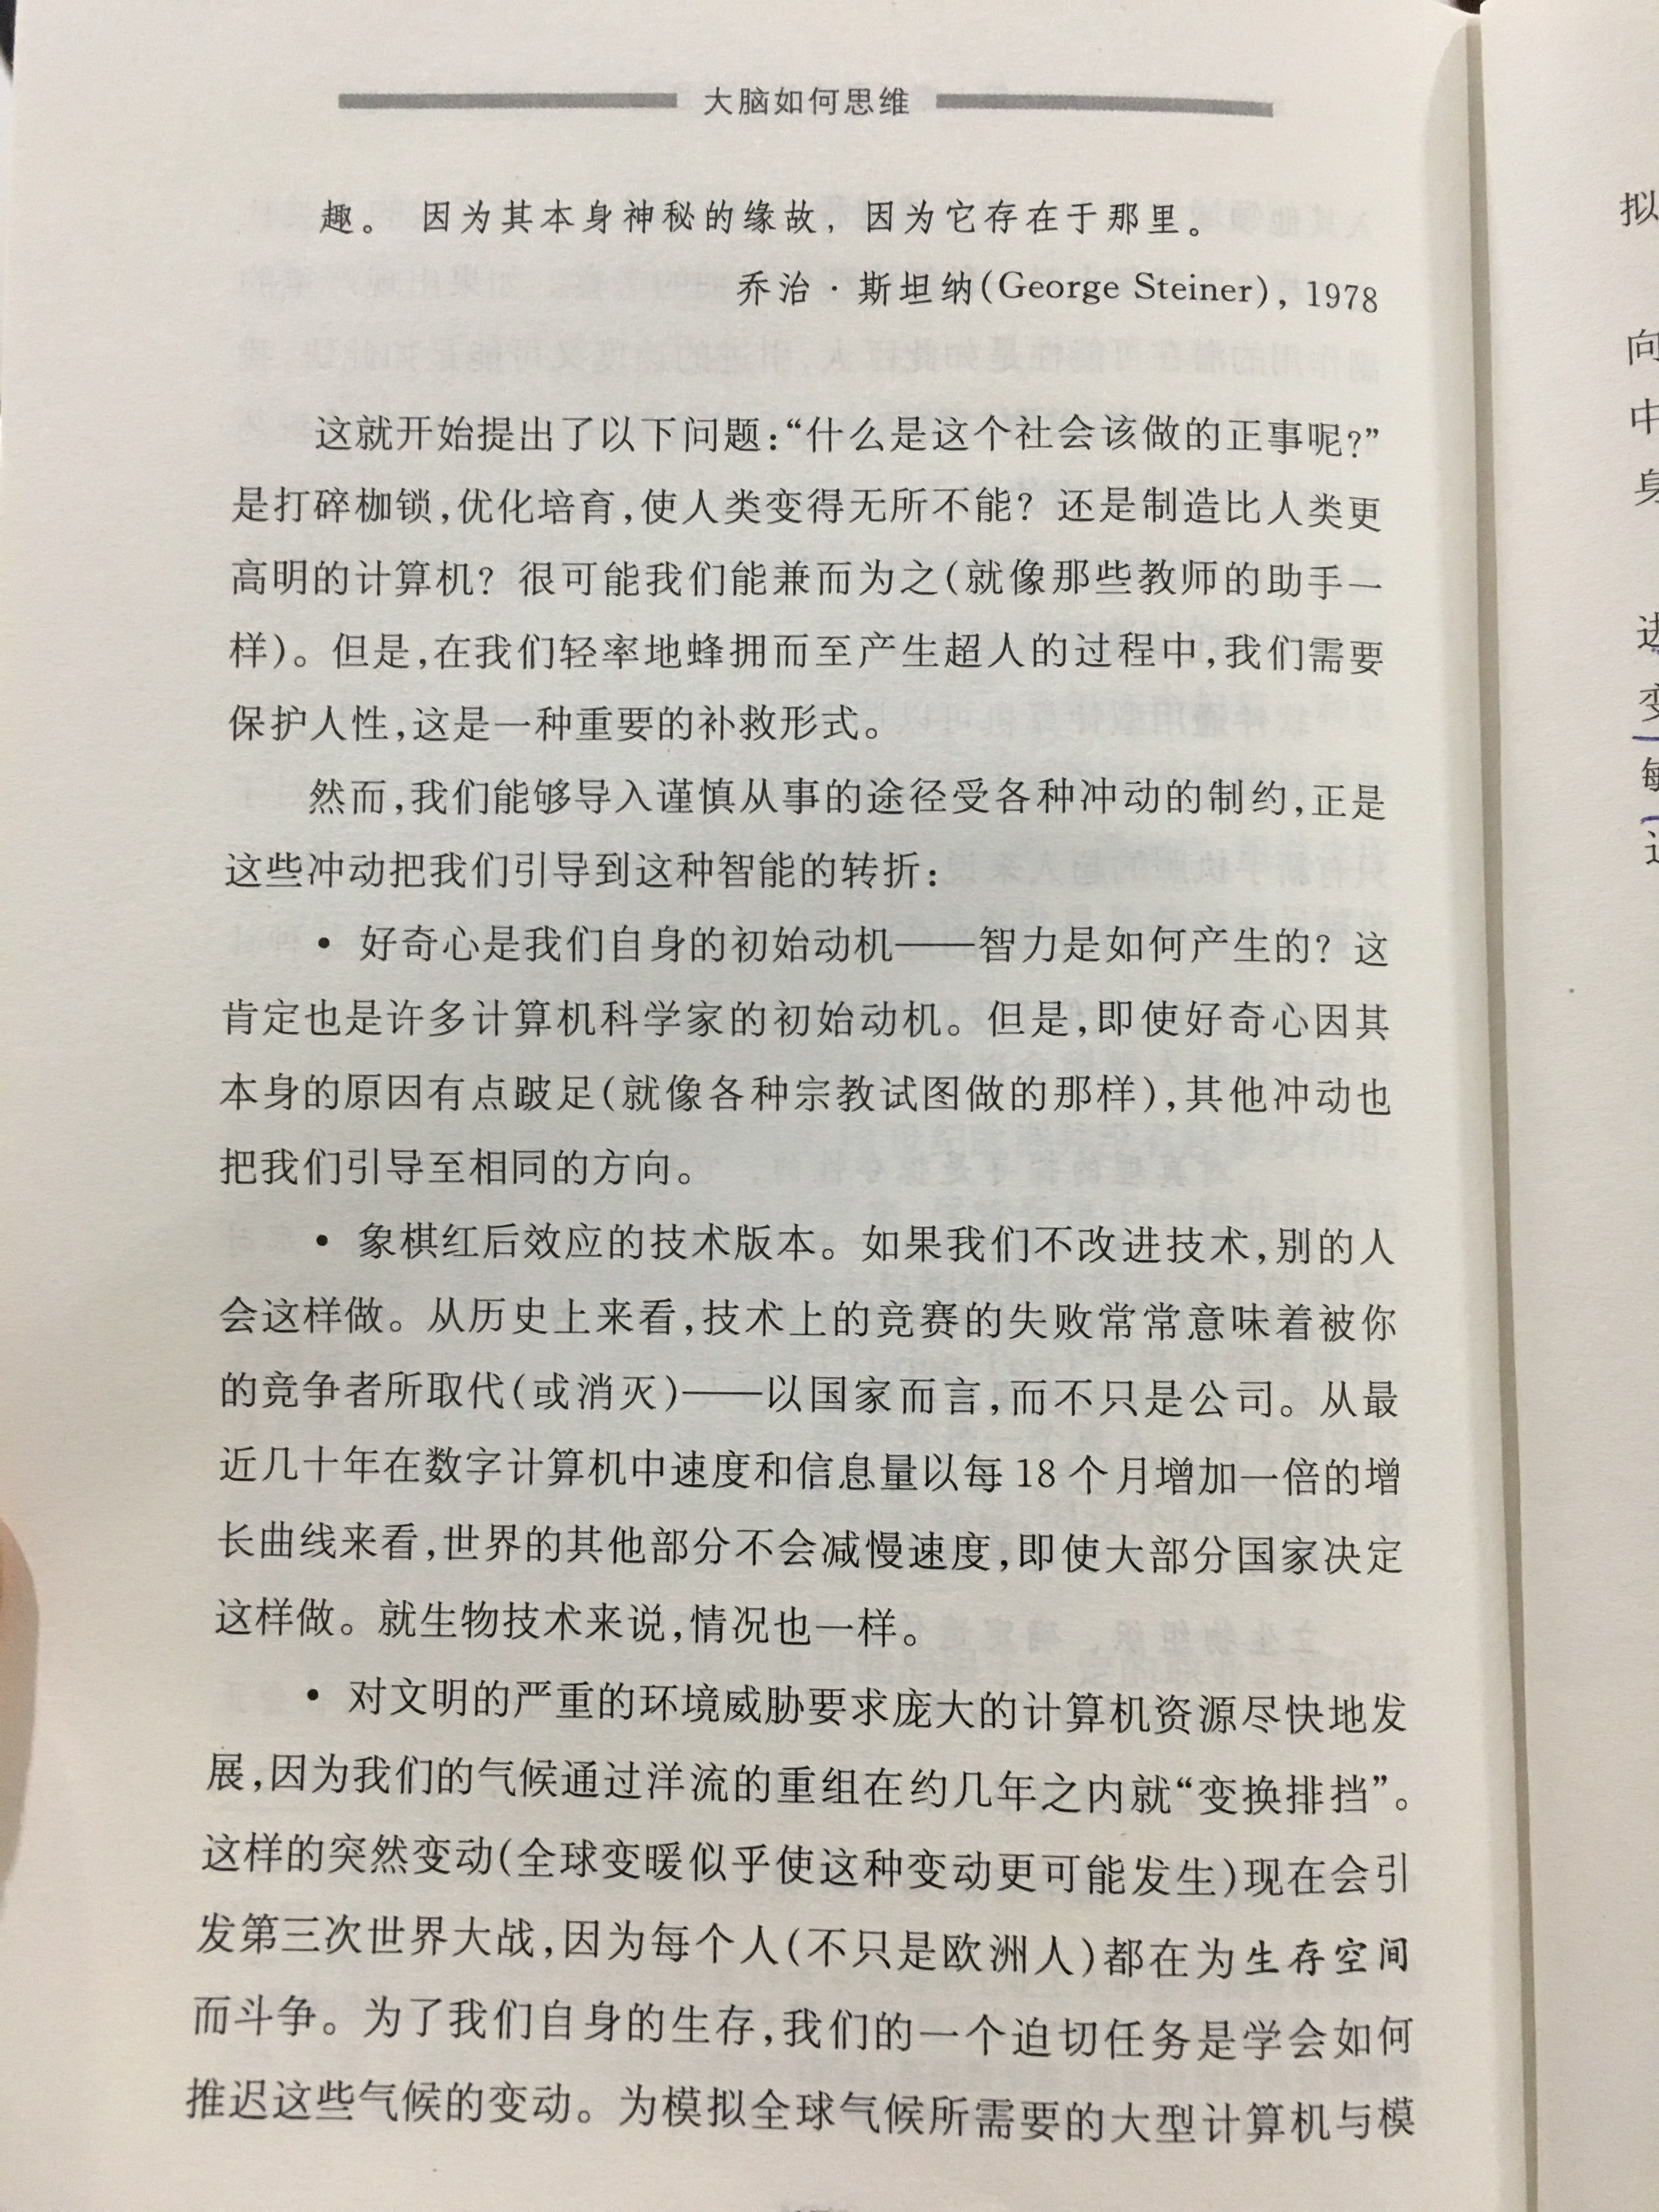 大脑如何思维
趣。 因为其本身神秘的缘故，因为它存在于那里。
乔治·斯坦纳(George Steiner)，1978
这就开始提出了以下问题：“什么是这个社会该做的正事呢？”
是打碎枷锁，优化培育，使人类变得无所不能？还是制造比人类更
高明的计算机？很可能我们能兼而为之(就像那些教师的助手一
样)。但是，在我们轻率地蜂拥而至产生超人的过程中，我们需要
保护人性，这是一种重要的补救形式。
然而，我们能够导入谨慎从事的途径受各种冲动的制约，正是
这些冲动把我们引导到这种智能的转折：
• 好奇心是我们自身的初始动机——智力是如何产生的？这
肯定也是许多计算机科学家的初始动机。但是，即使好奇心因其
本身的原因有点跛足(就像各种宗教试图做的那样)，其他冲动也
把我们引导至相同的方向。
• 象棋红后效应的技术版本。如果我们不改进技术，别的人
会这样做。从历史上来看，技术上的竞赛的失败常常意味着被你
的竞争者所取代(或消灭)——以国家而言，而不只是公司。从最
近几十年在数字计算机中速度和信息量以每 18 个月增加一倍的增
长曲线来看，世界的其他部分不会减慢速度，即使大部分国家决定
这样做。就生物技术来说，情况也一样。
• 对文明的严重的环境威胁要求庞大的计算机资源尽快地发
展，因为我们的气候通过洋流的重组在约几年之内就“变换排挡”。
这样的突然变动(全球变暖似乎使这种变动更可能发生)现在会引
发第三次世界大战，因为每个人(不只是欧洲人)都在为生存空间
而斗争。为了我们自身的生存，我们的一个迫切任务是学会如何
推迟这些气候的变动。为模拟全球气候所需要的大型计算机与模
拟
向
中
身